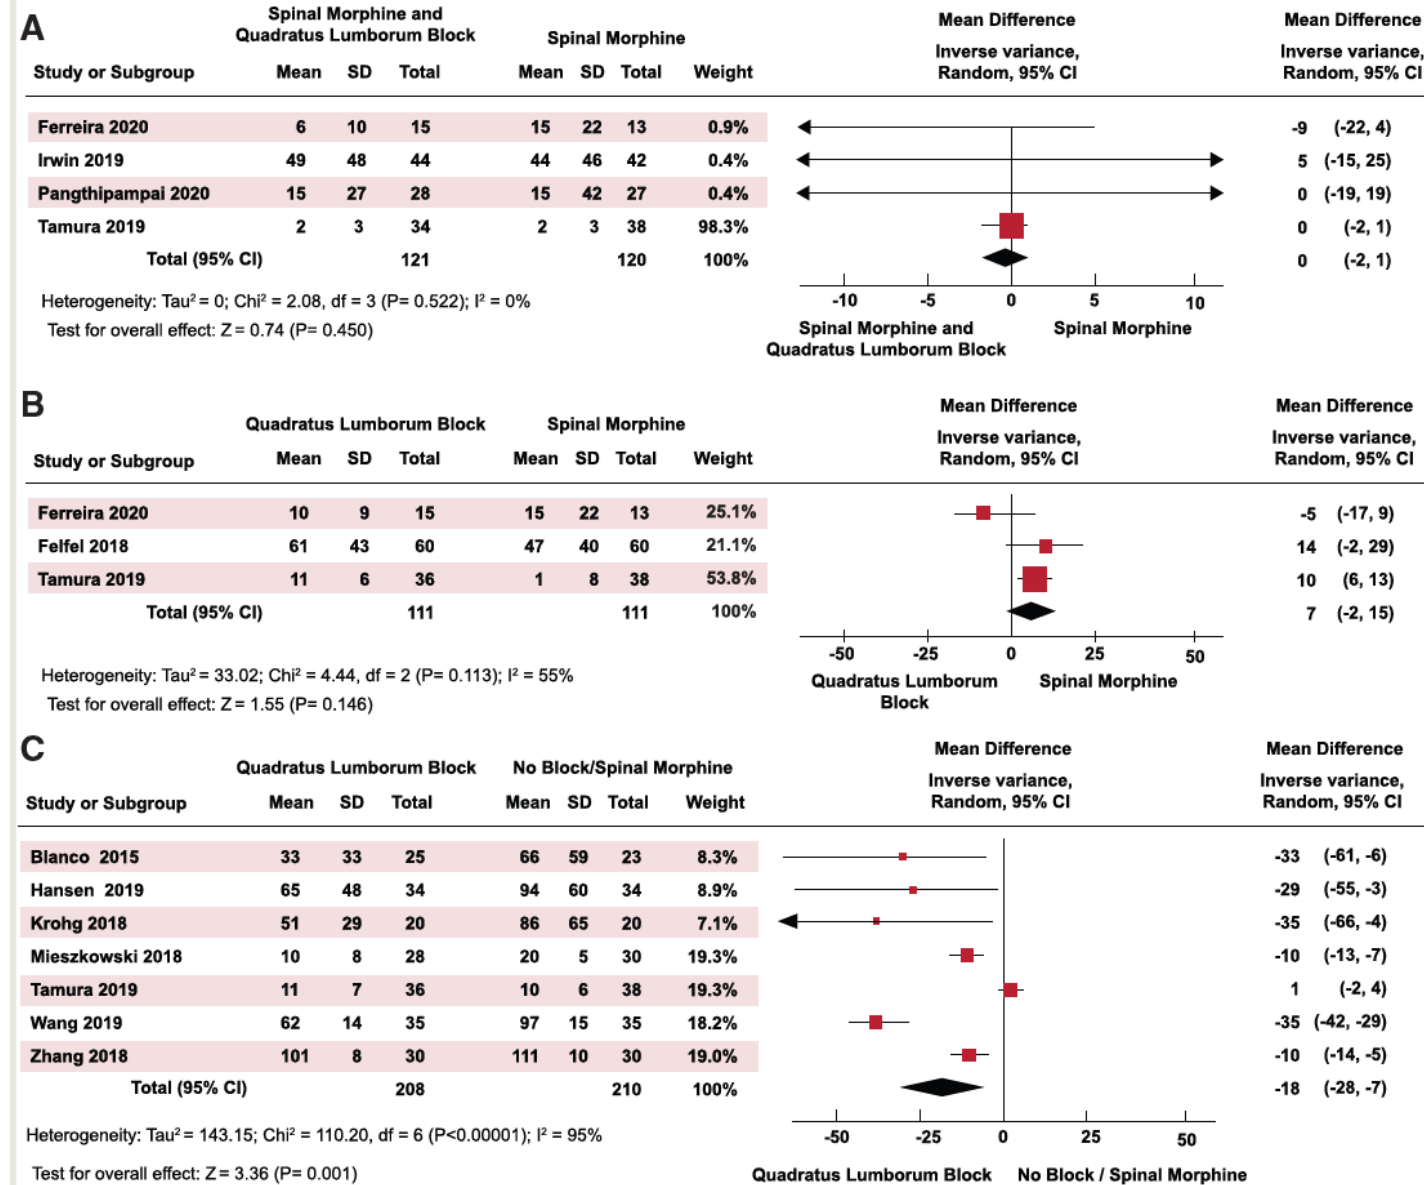 A
Spinal Morphine and
Quadratus Lumborum Block
Spinal Morphine
Mean Difference
Mean Difference
Inverse variance,
Random, 95% CI
Inverse variance,
Random, 95% CI
Study or Subgroup Mean SD Total Mean SD Total Weight
Ferreira 2020 6 10 15 15 22 13 0.9% -9 (-22, 4)
Irwin 2019 49 48 44 44 46 42 0.4% 5 (-15, 25)
Pangthipampai 2020 15 27 28 15 42 27 0.4% 0 (-19, 19)
Tamura 2019 2 3 34 2 3 38 98.3% 0 (-2, 1)
Total (95% CI) 121 120 100% 0 (-2, 1)
Heterogeneity: Tau² = 0; Chi² = 2.08, df = 3 (P= 0.522); I² = 0%
Test for overall effect: Z = 0.74 (P= 0.450)
-10 -5 0 5 10
Spinal Morphine and
Quadratus Lumborum Block
Spinal Morphine
B
Quadratus Lumborum Block Spinal Morphine
Mean Difference
Mean Difference
Inverse variance,
Random, 95% CI
Inverse variance,
Random, 95% CI
Study or Subgroup Mean SD Total Mean SD Total Weight
Ferreira 2020 10 9 15 15 22 13 25.1% -5 (-17, 9)
Felfel 2018 61 43 60 47 40 60 21.1% 14 (-2, 29)
Tamura 2019 11 6 36 1 8 38 53.8% 10 (6, 13)
Total (95% CI) 111 111 100% 7 (-2, 15)
Heterogeneity: Tau² = 33.02; Chi² = 4.44, df = 2 (P= 0.113); I² = 55%
Test for overall effect: Z = 1.55 (P= 0.146)
-50 -25 0 25 50
Quadratus Lumborum
Block
Spinal Morphine
C
Quadratus Lumborum Block No Block/Spinal Morphine
Mean Difference
Mean Difference
Inverse variance,
Random, 95% CI
Inverse variance,
Random, 95% CI
Study or Subgroup Mean SD Total Mean SD Total Weight
Blanco 2015 33 33 25 66 59 23 8.3% -33 (-61, -6)
Hansen 2019 65 48 34 94 60 34 8.9% -29 (-55, -3)
Krohg 2018 51 29 20 86 65 20 7.1% -35 (-66, -4)
Mieszkowski 2018 10 8 28 20 5 30 19.3% -10 (-13, -7)
Tamura 2019 11 7 36 10 6 38 19.3% 1 (-2, 4)
Wang 2019 62 14 35 97 15 35 18.2% -35 (-42, -29)
Zhang 2018 101 8 30 111 10 30 19.0% -10 (-14, -5)
Total (95% CI) 208 210 100% -18 (-28, -7)
Heterogeneity: Tau² = 143.15; Chi² = 110.20, df = 6 (P<0.00001); I² = 95%
Test for overall effect: Z = 3.36 (P= 0.001)
-50 -25 0 25 50
Quadratus Lumborum Block No Block / Spinal Morphine